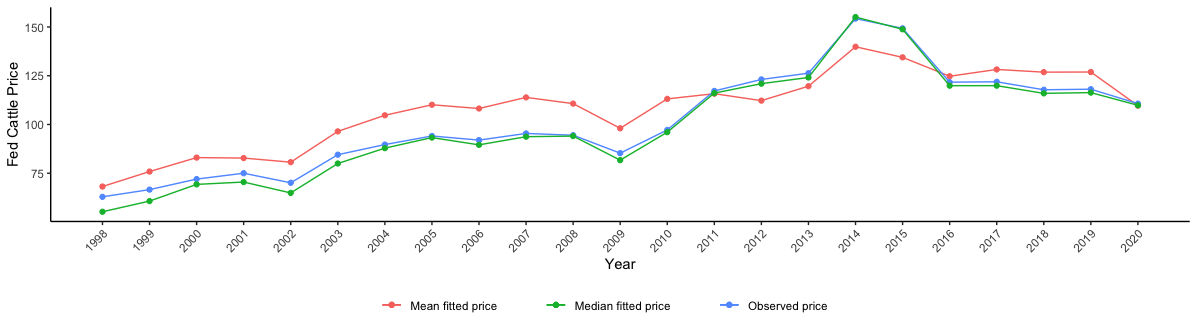 Fed Cattle Price
150
125
100
75
1998 1999 2000 2001 2002 2003 2004 2005 2006 2007 2008 2009 2010 2011 2012 2013 2014 2015 2016 2017 2018 2019 2020
Year
Mean fitted price Median fitted price Observed price